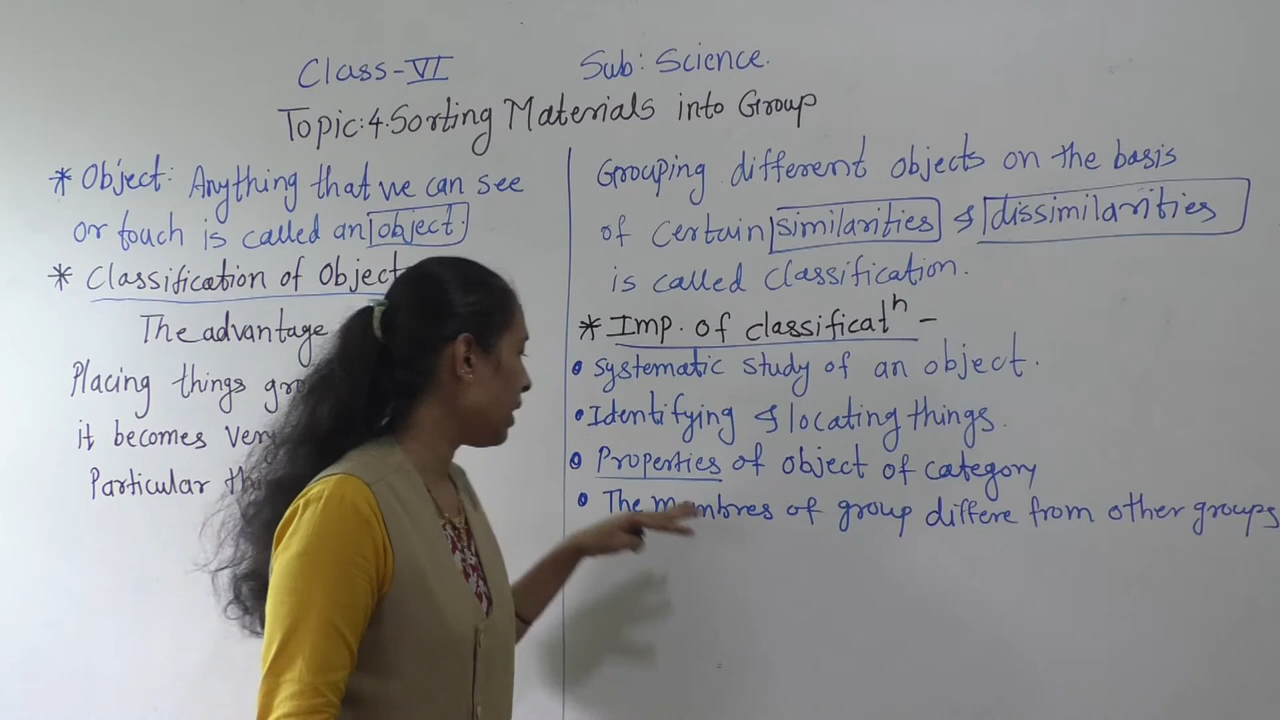 Class-VI Sub: Science.
Topic:4.Sorting Materials into Group
* Object: Anything that we can see
or touch is called an object.
* Classification of Object
The advantage
Placing things gro
it becomes very
Particular th
Grouping different objects on the basis
of certain similarities & dissimilarities
is called classification.
* Imp. of classificatn -
• Systematic study of an object.
• Identifying & locating things.
• Properties of object of category
• The membres of group differe from other groups